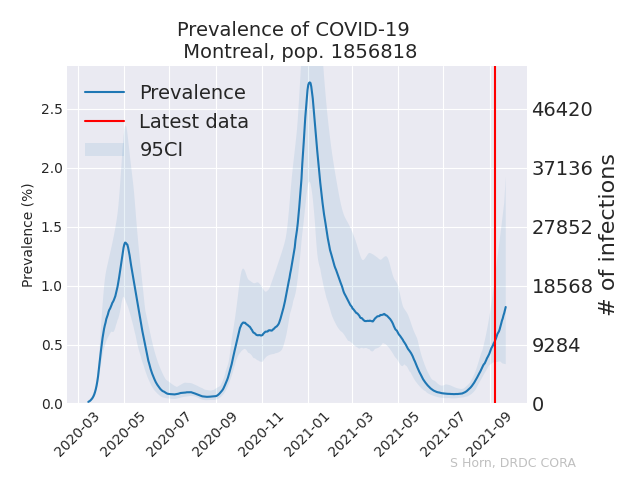 Prevalence of COVID-19
Montreal, pop. 1856818
Prevalence
Latest data
95CI
Prevalence (%)
2.5
2.0
1.5
1.0
0.5
0.0
46420
37136
27852
18568
9284
0
# of infections
2020-03
2020-05
2020-07
2020-09
2020-11
2021-01
2021-03
2021-05
2021-07
2021-09
S Horn, DRDC CORA